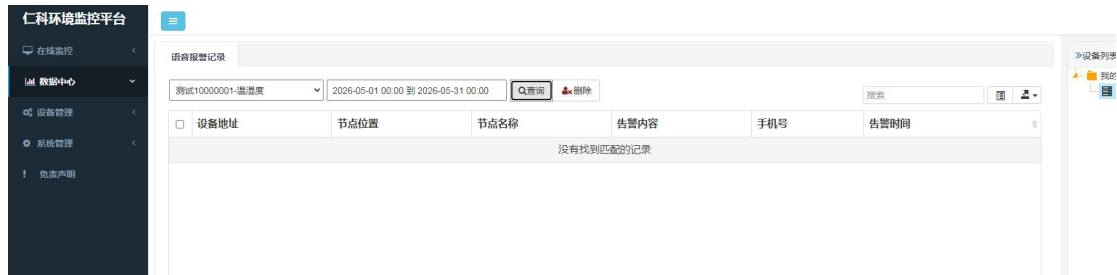 仁科环境监控平台
在线监控
数据中心
设备管理
系统管理
! 免责声明
语音报警记录
测试10000001-温湿度
2026-05-01 00:00 到 2026-05-31 00:00
查询
删除
搜索
设备地址 节点位置 节点名称 告警内容 手机号 告警时间
没有找到匹配的记录
»设备列表
我的